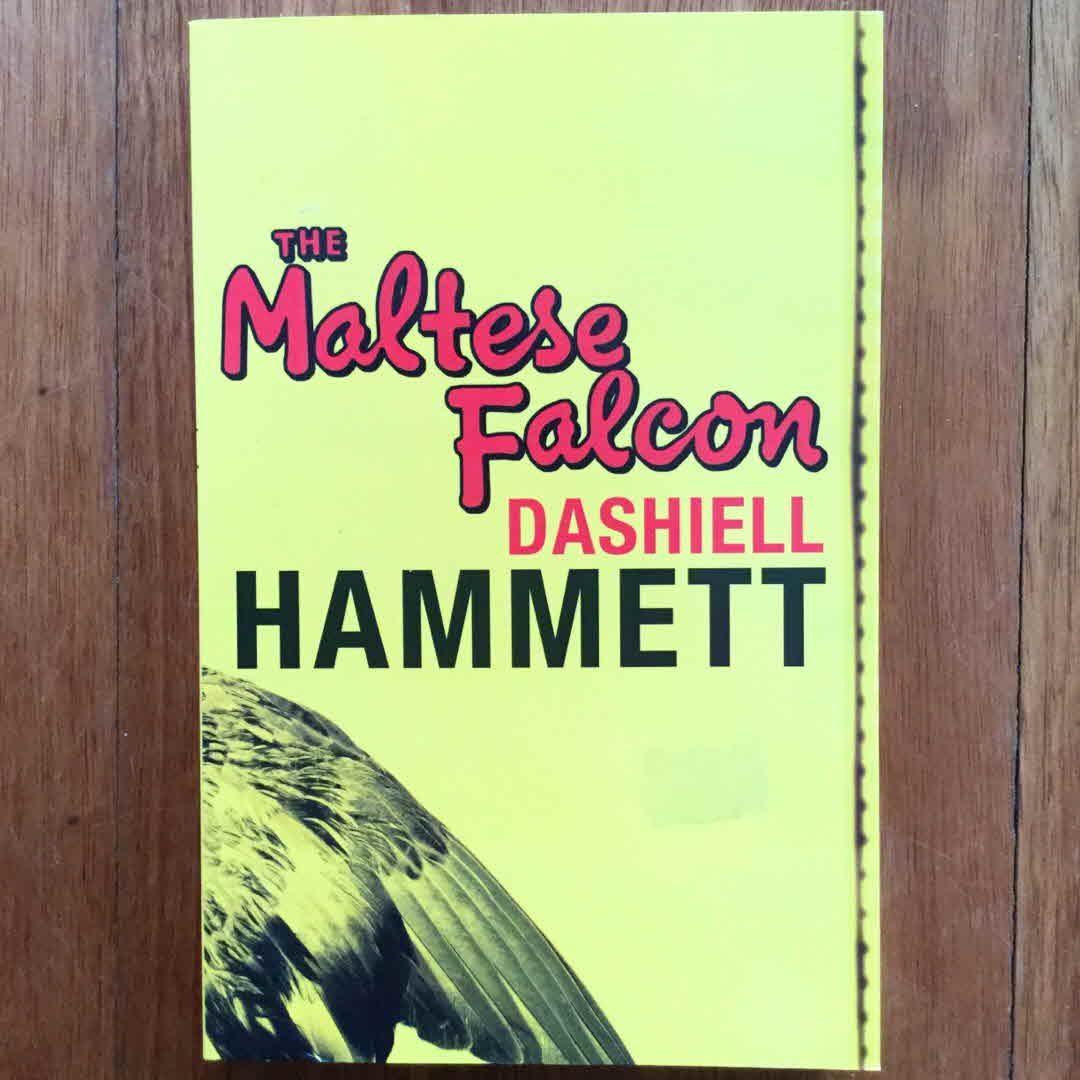 THE
Maltese
Falcon
DASHIELL
HAMMETT